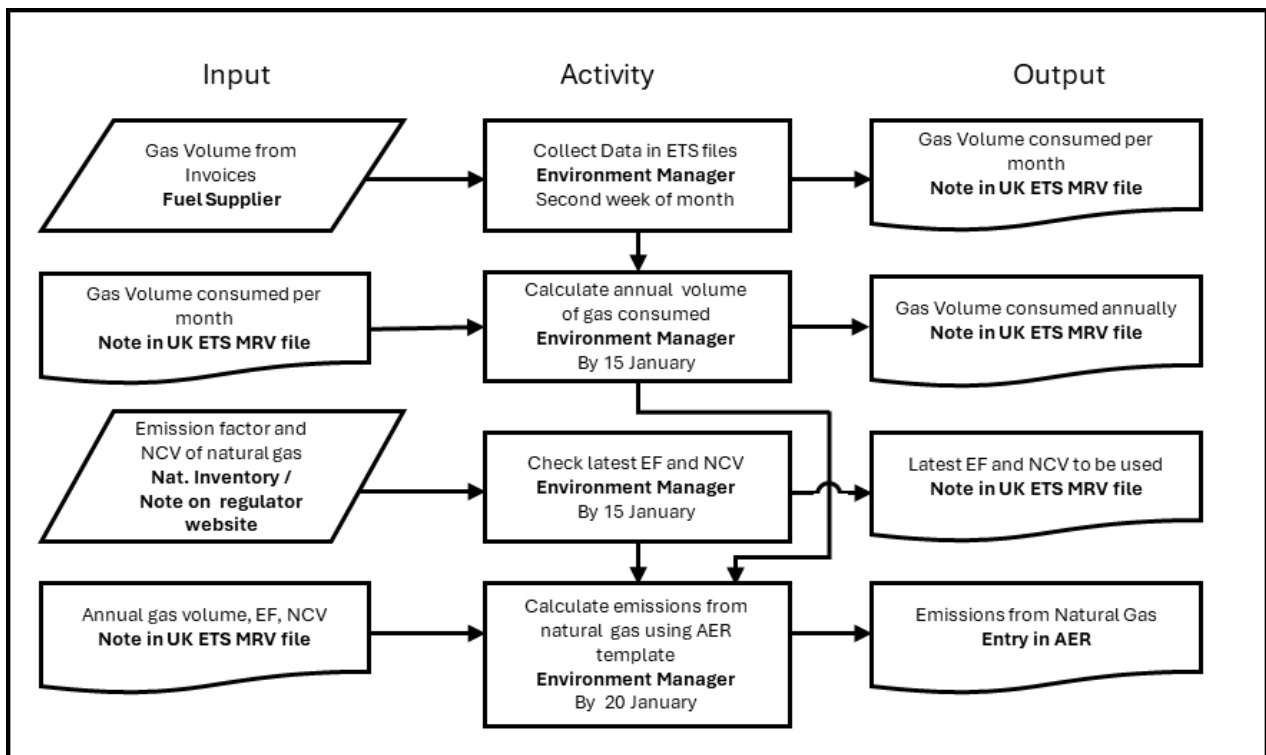 Input
Activity
Output
Gas Volume from
Invoices
Fuel Supplier
Collect Data in ETS files
Environment Manager
Second week of month
Gas Volume consumed per
month
Note in UK ETS MRV file
Gas Volume consumed per
month
Note in UK ETS MRV file
Calculate annual volume
of gas consumed
Environment Manager
By 15 January
Gas Volume consumed annually
Note in UK ETS MRV file
Emission factor and
NCV of natural gas
Nat. Inventory /
Note on regulator
website
Check latest EF and NCV
Environment Manager
By 15 January
Latest EF and NCV to be used
Note in UK ETS MRV file
Annual gas volume, EF, NCV
Note in UK ETS MRV file
Calculate emissions from
natural gas using AER
template
Environment Manager
By 20 January
Emissions from Natural Gas
Entry in AER